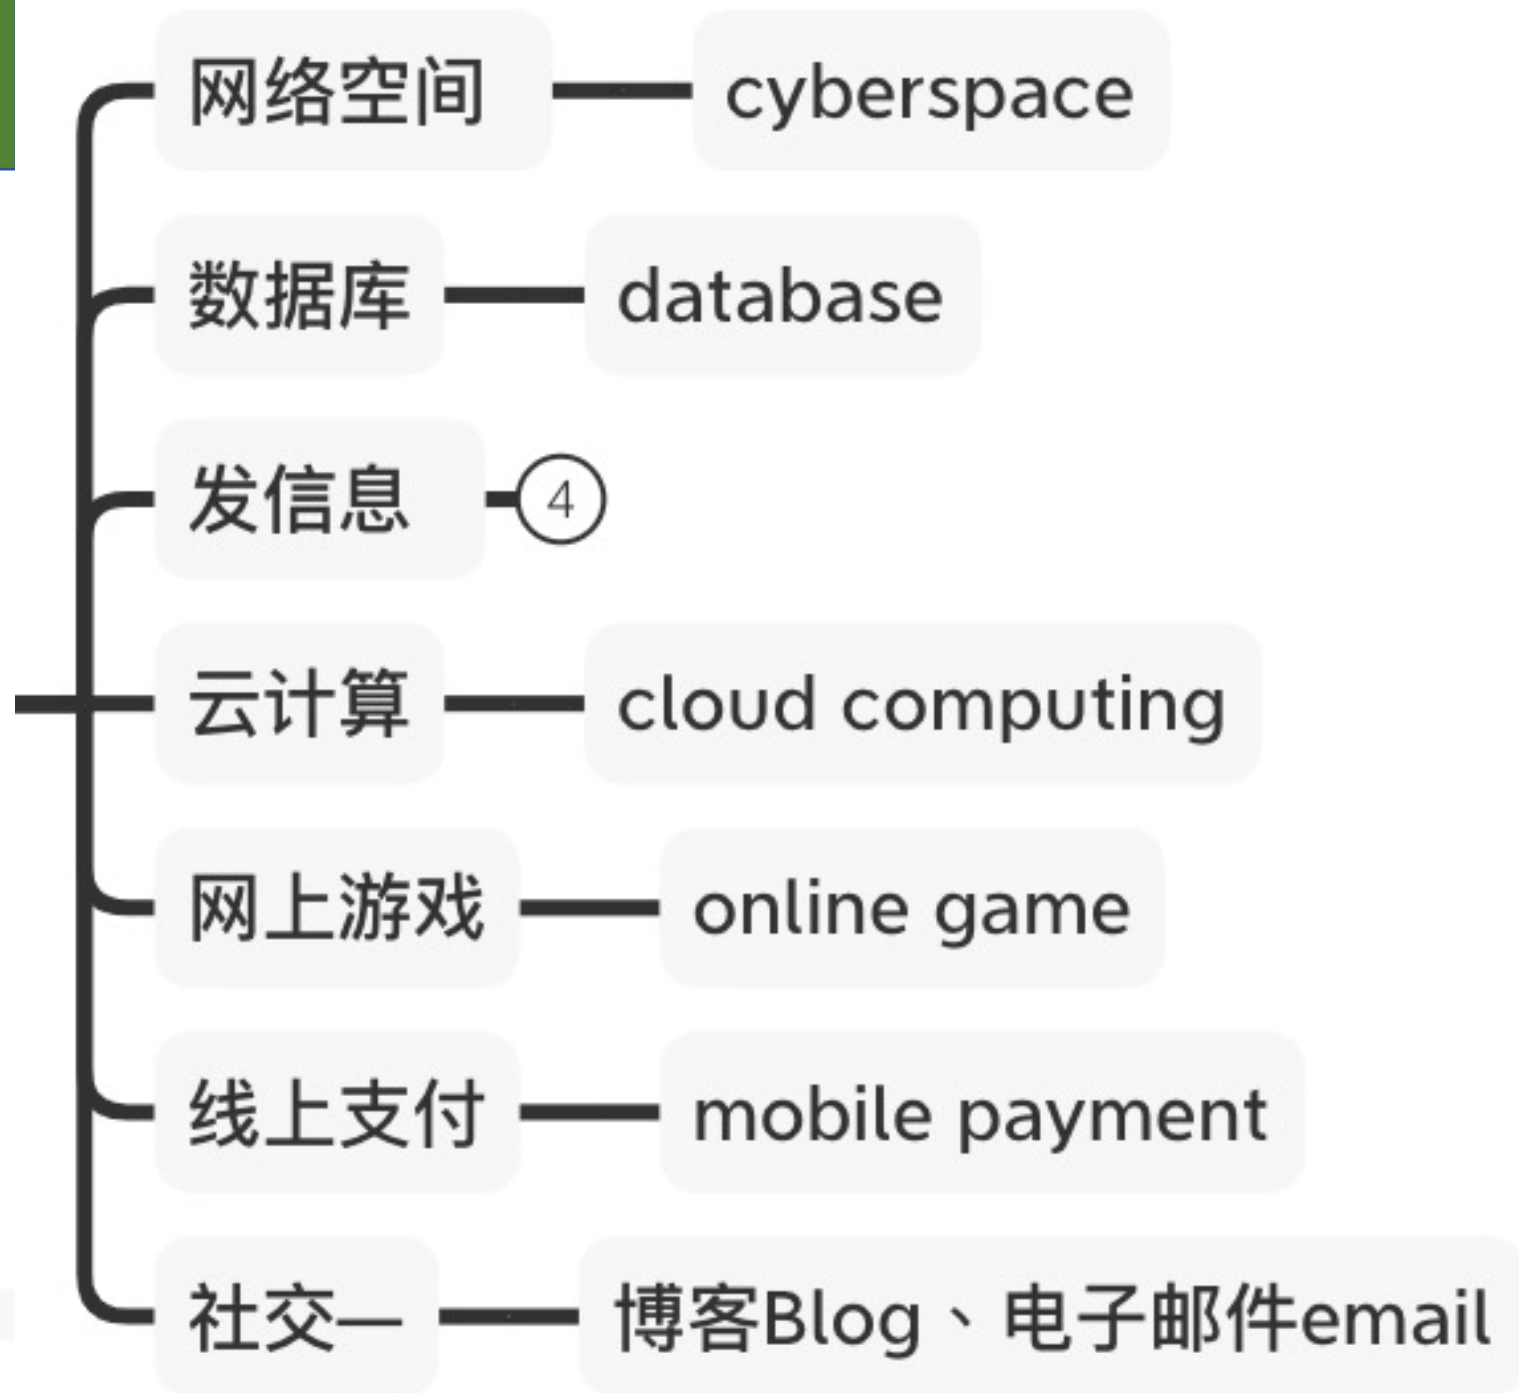 网络空间 cyberspace
数据库 database
发信息 4
云计算 cloud computing
网上游戏 online game
线上支付 mobile payment
社交— 博客Blog、电子邮件email